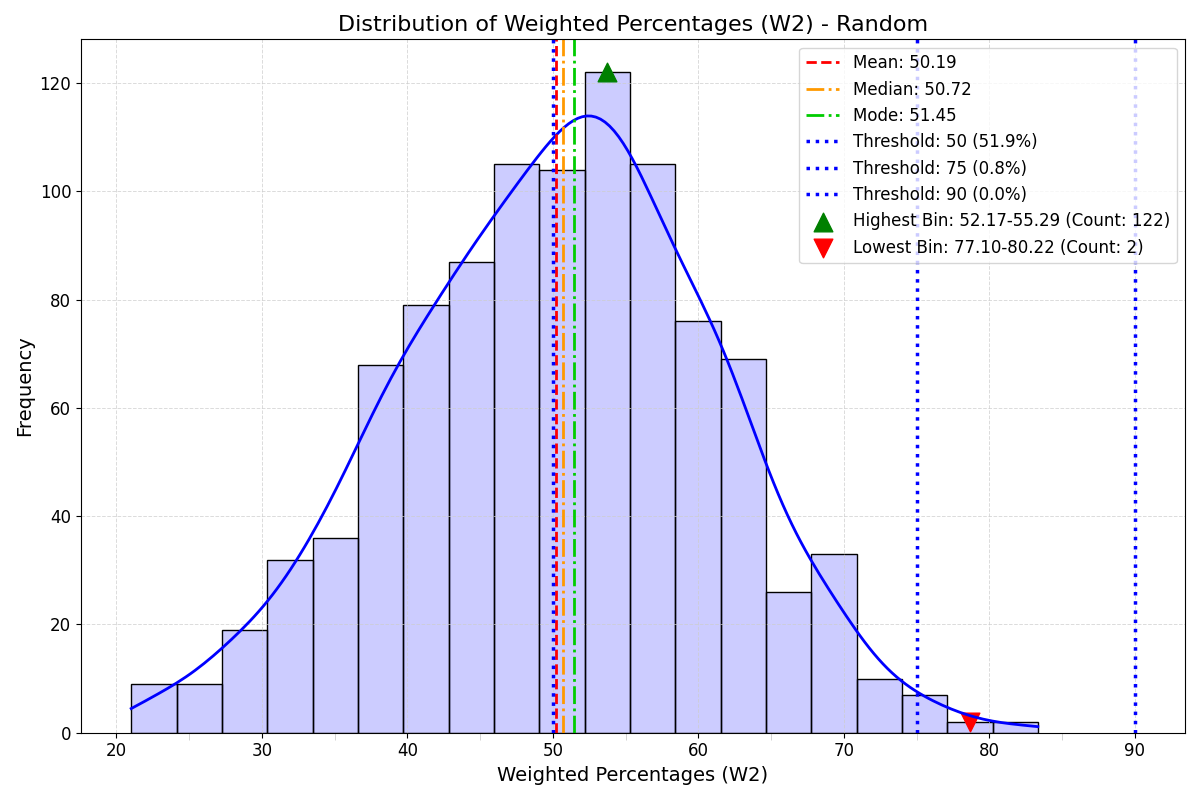 Distribution of Weighted Percentages (W2) - Random
Mean: 50.19
Median: 50.72
Mode: 51.45
Threshold: 50 (51.9%)
Threshold: 75 (0.8%)
Threshold: 90 (0.0%)
Highest Bin: 52.17-55.29 (Count: 122)
Lowest Bin: 77.10-80.22 (Count: 2)
Frequency
120
100
80
60
40
20
0
20 30 40 50 60 70 80 90
Weighted Percentages (W2)